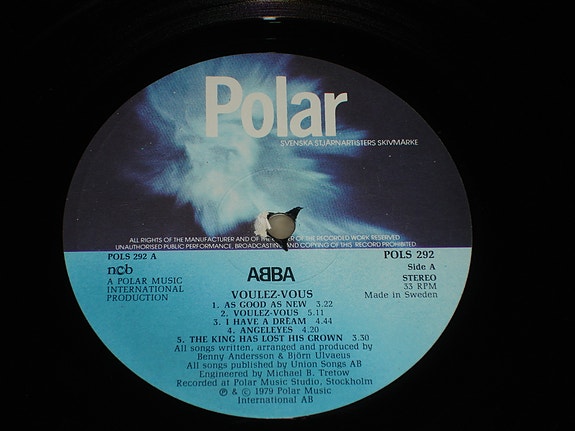 Polar
SVENSKA STJÄRNARTISTERS SKIVMÄRKE
ALL RIGHTS OF THE MANUFACTURER AND OF THE OWNER OF THE RECORDED WORK RESERVED
UNAUTHORISED PUBLIC PERFORMANCE, BROADCASTING AND COPYING OF THIS RECORD PROHIBITED
POLS 292 A
ncb
A POLAR MUSIC
INTERNATIONAL
PRODUCTION
ABBA
POLS 292
Side A
STEREO
33 RPM
Made in Sweden
VOULEZ-VOUS
1. AS GOOD AS NEW 3.22
2. VOULEZ-VOUS 5.11
3. I HAVE A DREAM 4.44
4. ANGELEYES 4.20
5. THE KING HAS LOST HIS CROWN 3.30
All songs written, arranged and produced by
Benny Andersson & Björn Ulvaeus
All songs published by Union Songs AB
Engineered by Michael B. Tretow
Recorded at Polar Music Studio, Stockholm
℗ & © 1979 Polar Music
International AB